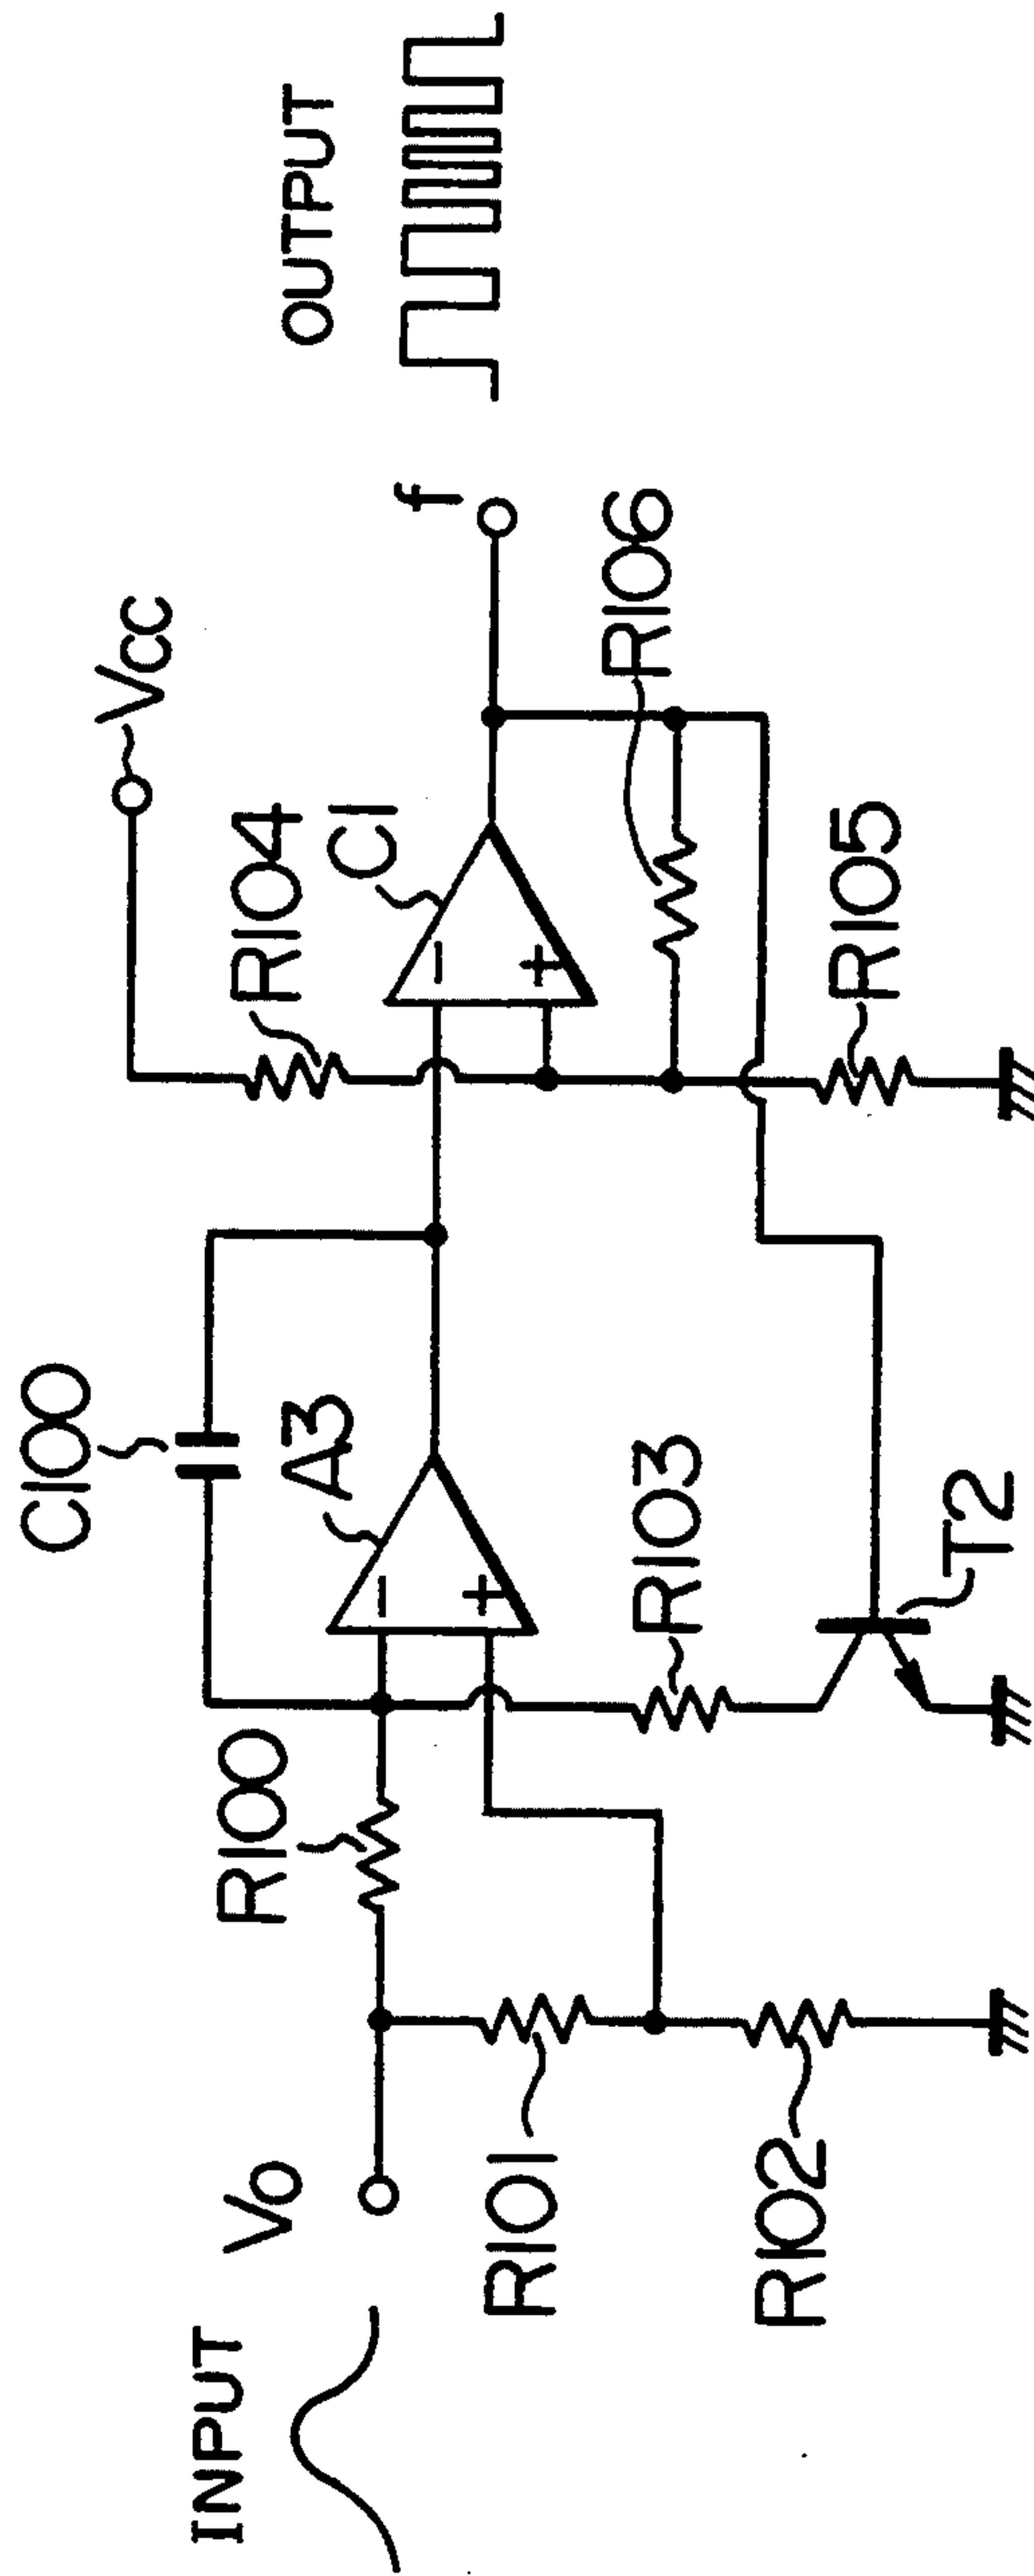 INPUT
Vo
R101
R102
R100
C100
A3
R103
T2
Vcc
R104
C1
R105
R106
f
OUTPUT
−
+
−
+